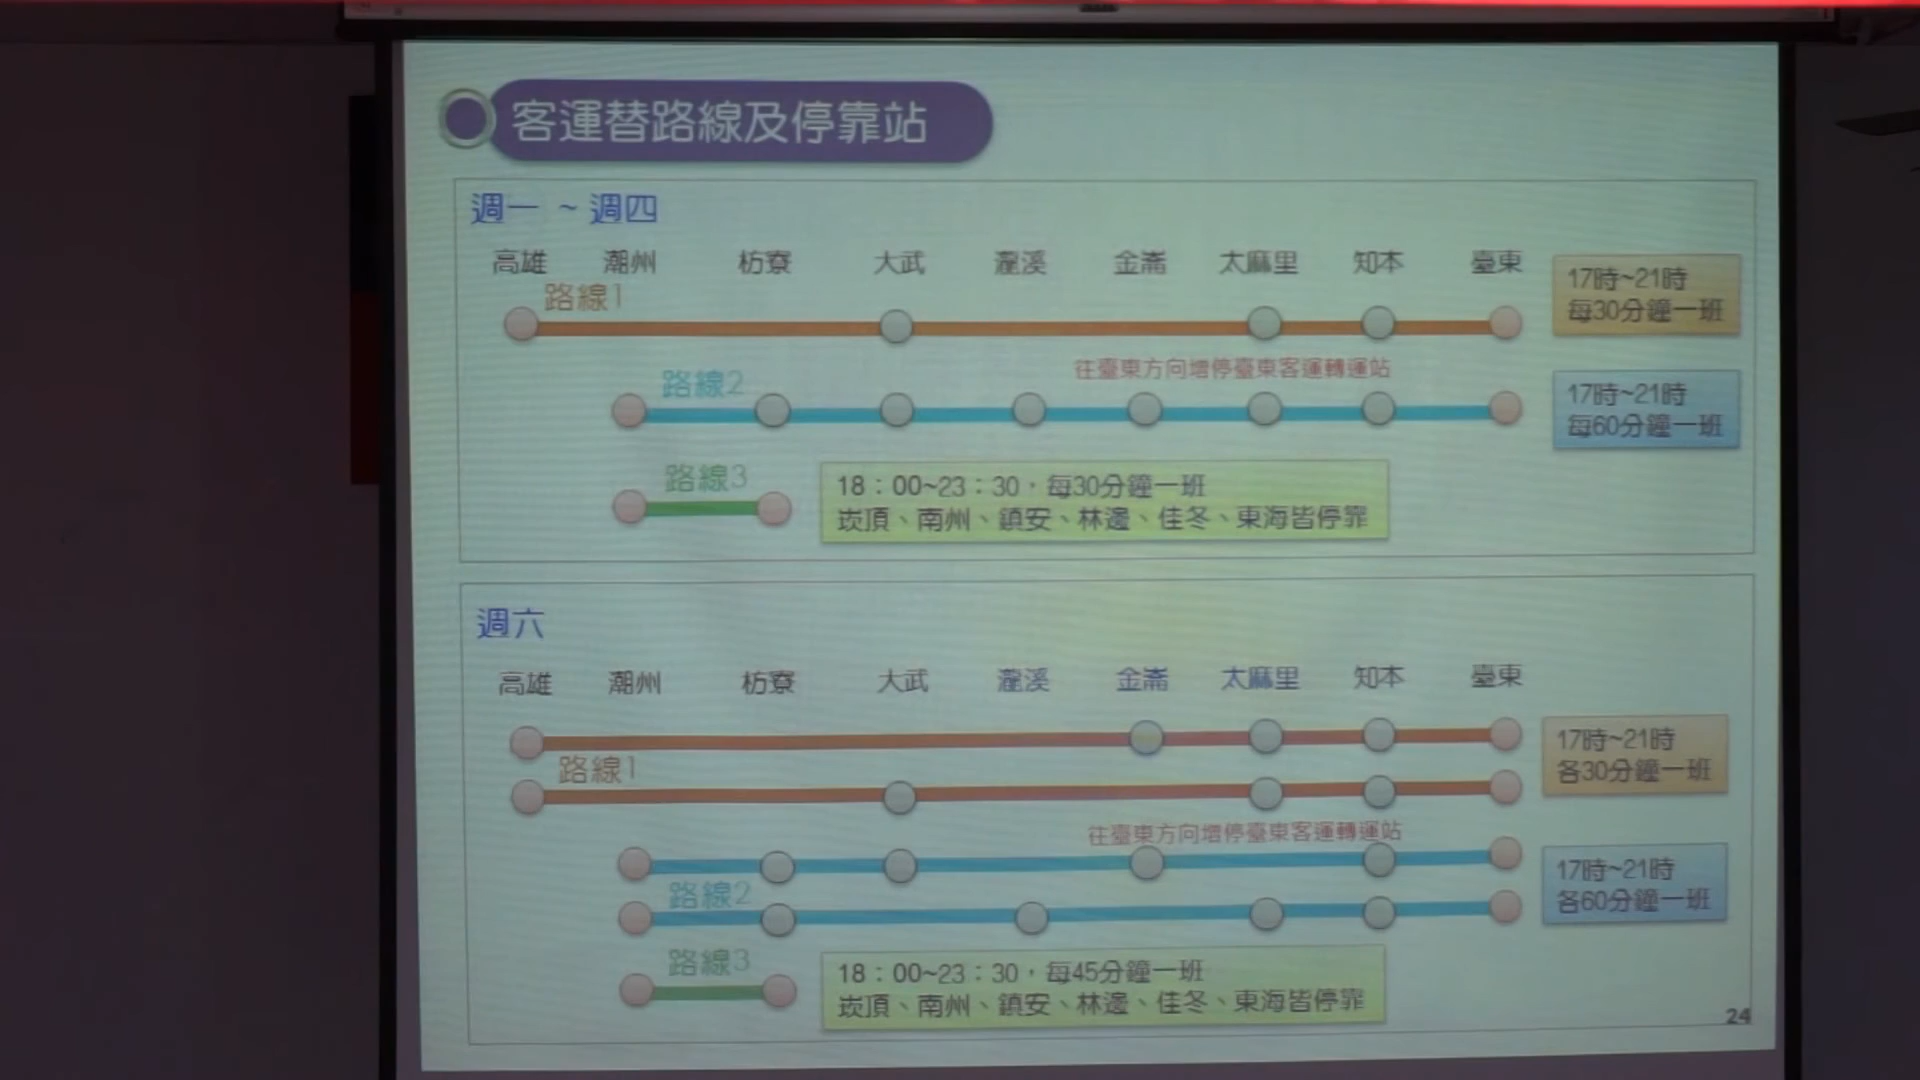 客運替路線及停靠站
週一 ~ 週四
高雄 潮州 枋寮 大武 瀧溪 金崙 太麻里 知本 臺東
路線1
17時~21時
每30分鐘一班
往臺東方向增停臺東客運轉運站
路線2
17時~21時
每60分鐘一班
路線3
18：00~23：30，每30分鐘一班
崁頂、南州、鎮安、林邊、佳冬、東海皆停靠
週六
高雄 潮州 枋寮 大武 瀧溪 金崙 太麻里 知本 臺東
路線1
17時~21時
各30分鐘一班
往臺東方向增停臺東客運轉運站
路線2
17時~21時
各60分鐘一班
路線3
18：00~23：30，每45分鐘一班
崁頂、南州、鎮安、林邊、佳冬、東海皆停靠
24